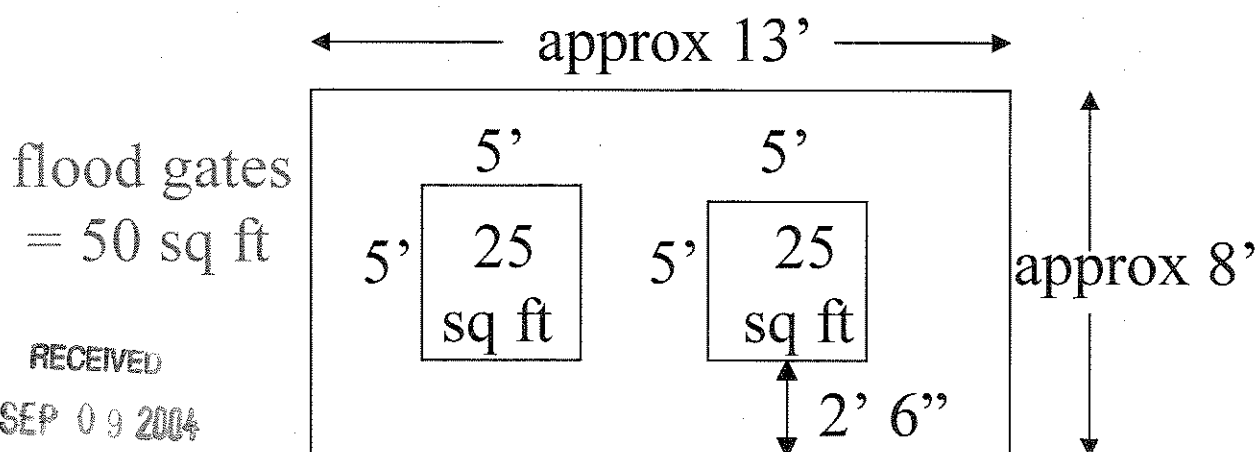 approx 13’
flood gates
= 50 sq ft
5’
5’
5’
25
sq ft
5’
25
sq ft
approx 8’
2’ 6”
RECEIVED
SEP 09 2004